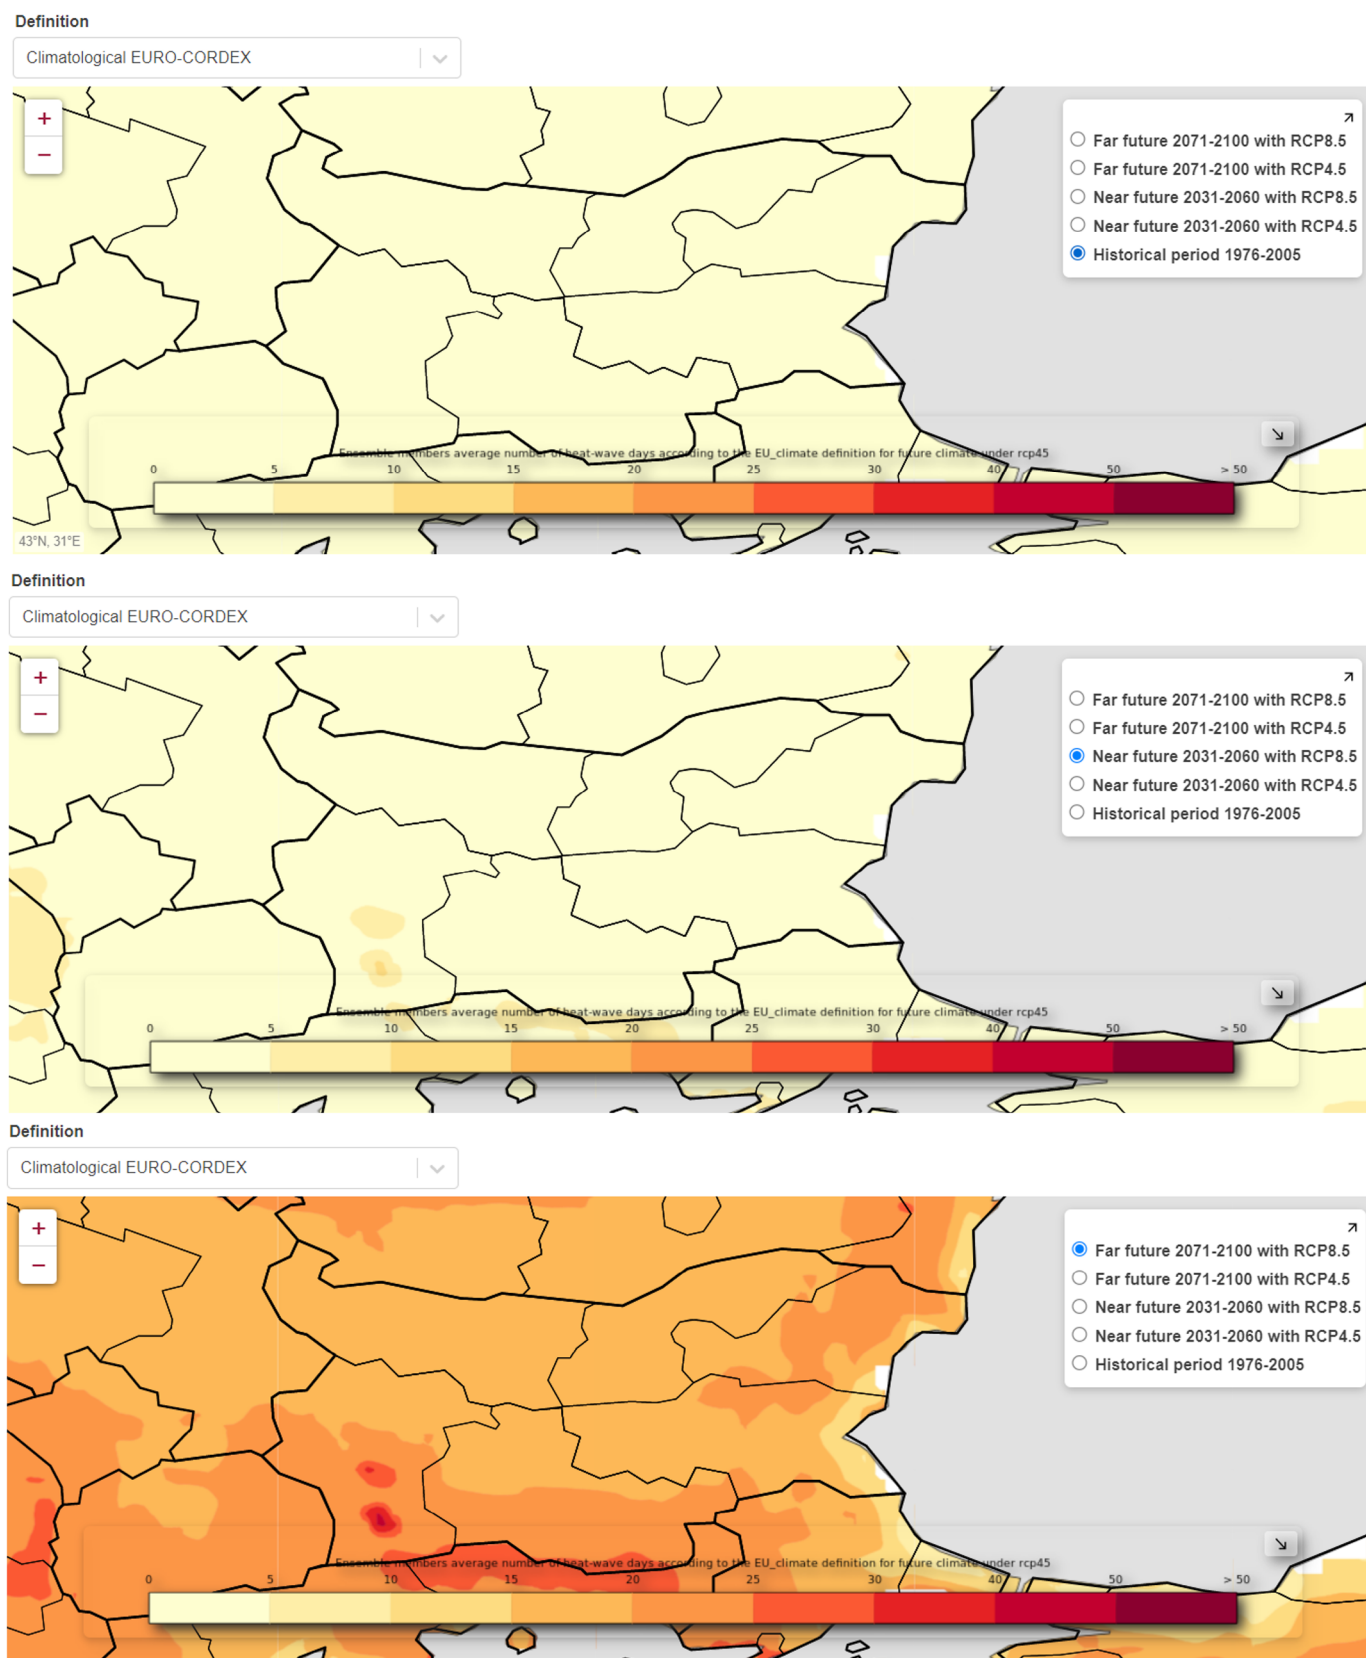 Definition
Climatológical EURO-CORDEX
+
−
Far future 2071-2100 with RCP8.5
Far future 2071-2100 with RCP4.5
Near future 2031-2060 with RCP8.5
Near future 2031-2060 with RCP4.5
Historical period 1976-2005
Ensemble members average number of heat-wave days according to the EU_climate definition for future climate under rcp45
0 5 10 15 20 25 30 40 50 > 50
43°N, 31°E
Definition
Climatológical EURO-CORDEX
+
−
Far future 2071-2100 with RCP8.5
Far future 2071-2100 with RCP4.5
Near future 2031-2060 with RCP8.5
Near future 2031-2060 with RCP4.5
Historical period 1976-2005
Ensemble members average number of heat-wave days according to the EU_climate definition for future climate under rcp45
0 5 10 15 20 25 30 40 50 > 50
Definition
Climatológical EURO-CORDEX
+
−
Far future 2071-2100 with RCP8.5
Far future 2071-2100 with RCP4.5
Near future 2031-2060 with RCP8.5
Near future 2031-2060 with RCP4.5
Historical period 1976-2005
Ensemble members average number of heat-wave days according to the EU_climate definition for future climate under rcp45
0 5 10 15 20 25 30 40 50 > 50